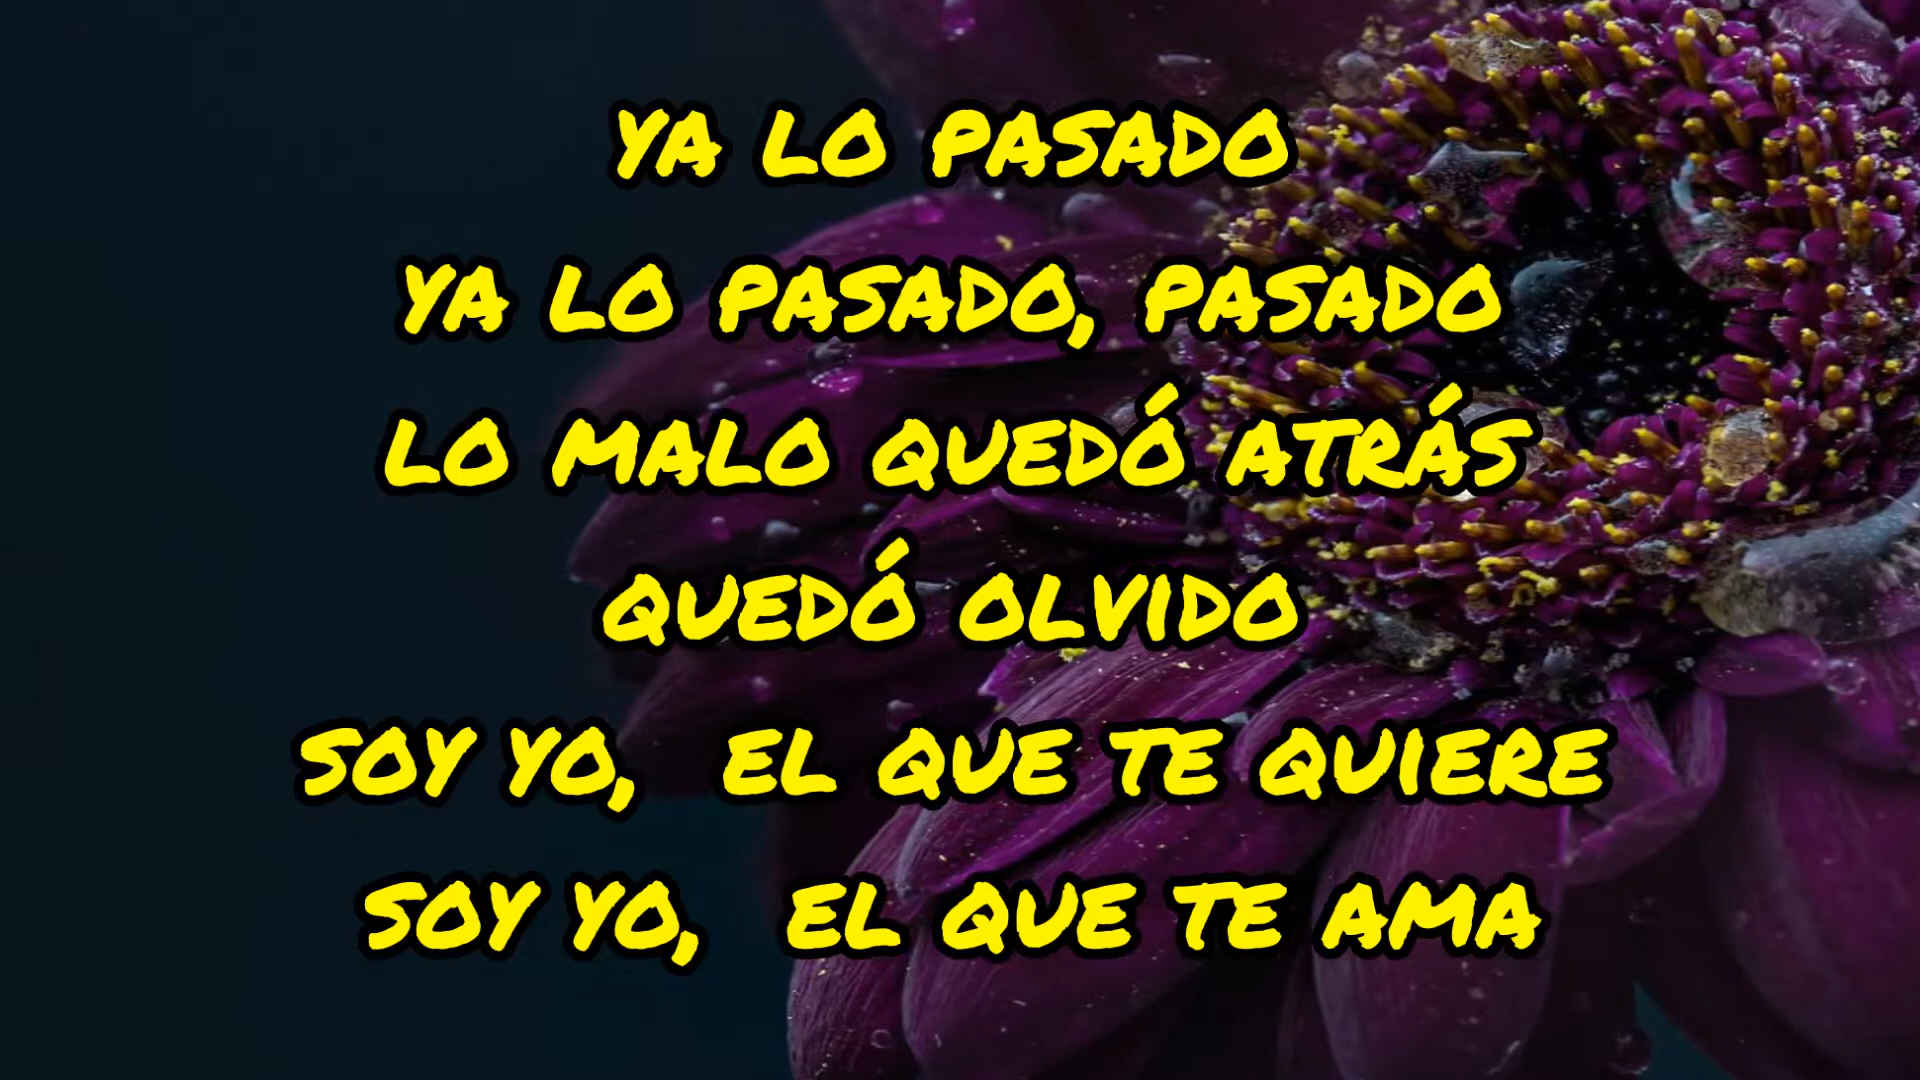 YA LO PASADO
YA LO PASADO, PASADO
LO MALO QUEDÓ ATRÁS
QUEDÓ OLVIDO
SOY YO,  EL QUE TE QUIERE
SOY YO,  EL QUE TE AMA